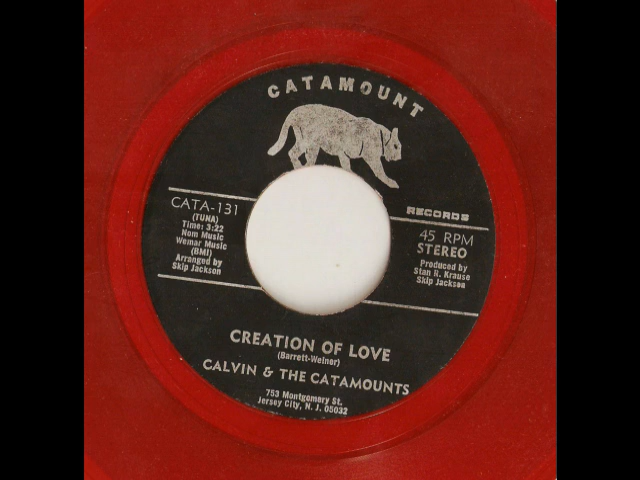 CATAMOUNT
RECORDS
CATA-131
(TUNA)
Time: 3:22
Nom Music
Wemar Music
(BMI)
Arranged by
Skip Jackson
45 RPM
STEREO
Produced by
Stan R. Krause
Skip Jackson
CREATION OF LOVE
(Barrett-Weiner)
CALVIN & THE CATAMOUNTS
753 Montgomery St.
Jersey City, N. J. 05032